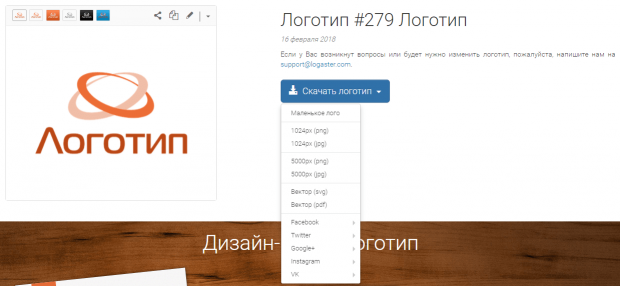 Логотип #279 Логотип
16 февраля 2018
Если у Вас возникнут вопросы или будет нужно изменить логотип, пожалуйста, напишите нам на
support@logaster.com.
Логотип
Скачать логотип
Маленькое лого
1024px (png)
1024px (jpg)
5000px (png)
5000px (jpg)
Вектор (svg)
Вектор (pdf)
Facebook
Twitter
Google+
Instagram
VK
Дизайн- оготип